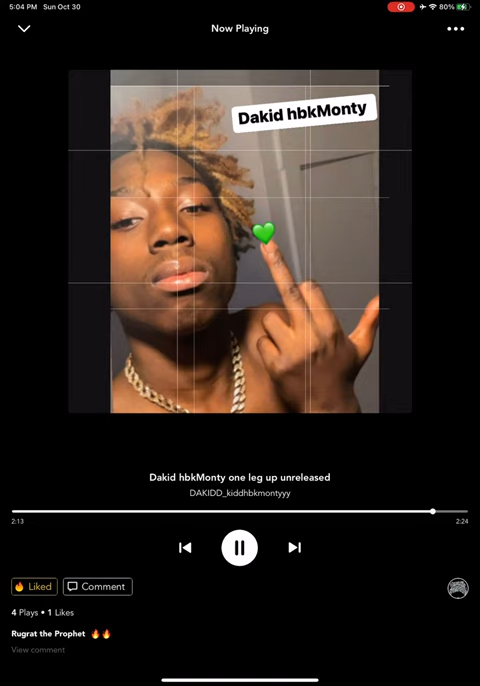 5:04 PM Sun Oct 30
80%
Now Playing
Dakid hbkMonty
Dakid hbkMonty one leg up unreleased
DAKIDD_kiddhbkmontyyy
2:13
2:24
Liked
Comment
4 Plays • 1 Likes
Rugrat the Prophet 🔥🔥
View comment